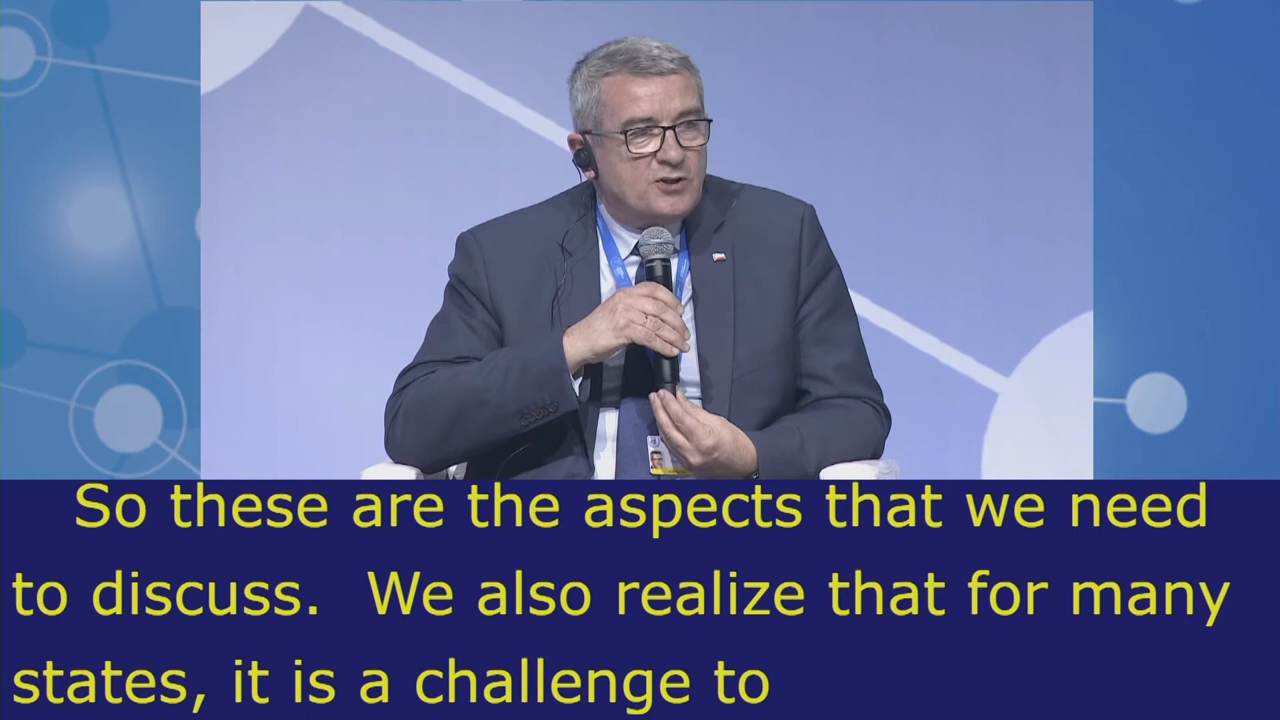 So these are the aspects that we need
to discuss.  We also realize that for many
states, it is a challenge to